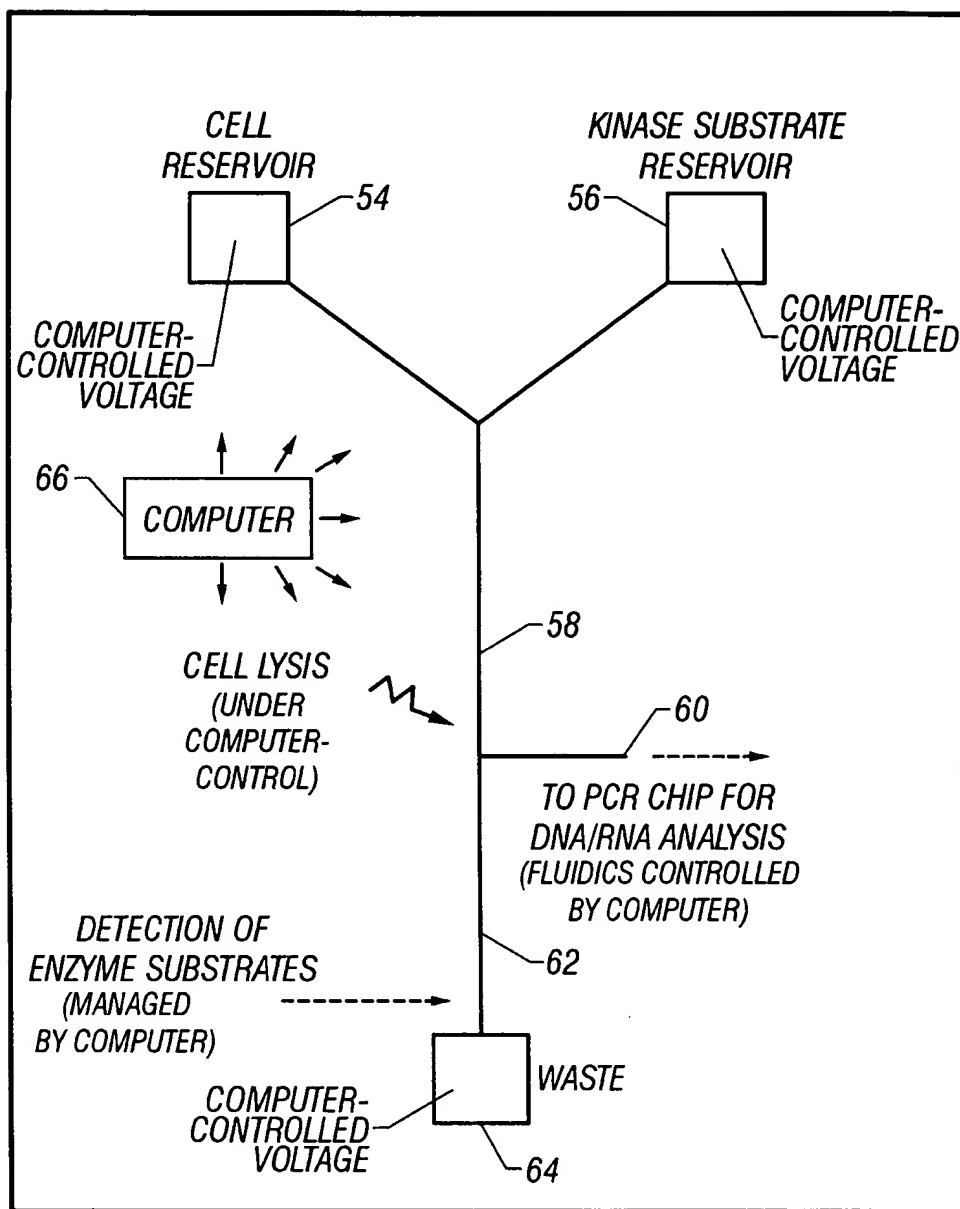 CELL
RESERVOIR
54
KINASE SUBSTRATE
RESERVOIR
56
COMPUTER-
CONTROLLED
VOLTAGE
COMPUTER-
CONTROLLED
VOLTAGE
66
COMPUTER
58
CELL LYSIS
(UNDER
COMPUTER-
CONTROL)
60
TO PCR CHIP FOR
DNA/RNA ANALYSIS
(FLUIDICS CONTROLLED
BY COMPUTER)
62
DETECTION OF
ENZYME SUBSTRATES
(MANAGED
BY COMPUTER)
WASTE
COMPUTER-
CONTROLLED
VOLTAGE
64